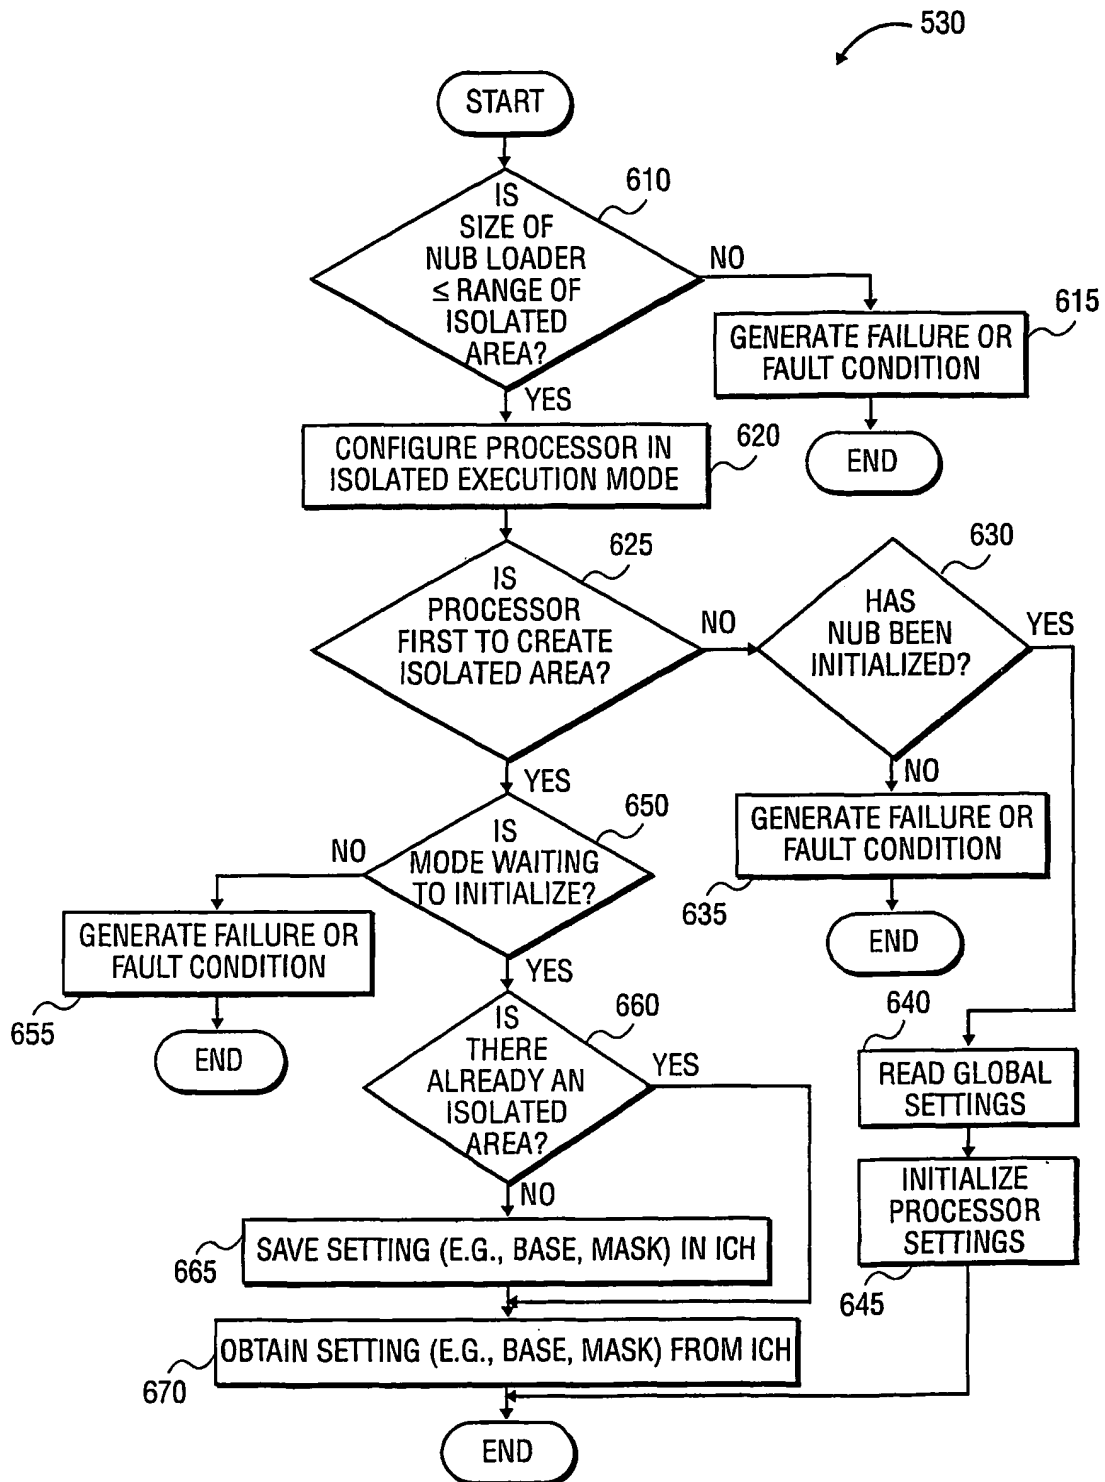 530
START
610
IS
SIZE OF
NUB LOADER
≤ RANGE OF
ISOLATED
AREA?
NO
615
GENERATE FAILURE OR
FAULT CONDITION
END
YES
620
CONFIGURE PROCESSOR IN
ISOLATED EXECUTION MODE
625
IS
PROCESSOR
FIRST TO CREATE
ISOLATED AREA?
NO
630
HAS
NUB BEEN
INITIALIZED?
YES
NO
GENERATE FAILURE OR
FAULT CONDITION
635
END
YES
650
IS
MODE WAITING
TO INITIALIZE?
NO
GENERATE FAILURE OR
FAULT CONDITION
655
END
YES
660
IS
THERE
ALREADY AN
ISOLATED
AREA?
YES
640
READ GLOBAL
SETTINGS
INITIALIZE
PROCESSOR
SETTINGS
645
NO
SAVE SETTING (E.G., BASE, MASK) IN ICH
665
OBTAIN SETTING (E.G., BASE, MASK) FROM ICH
670
END